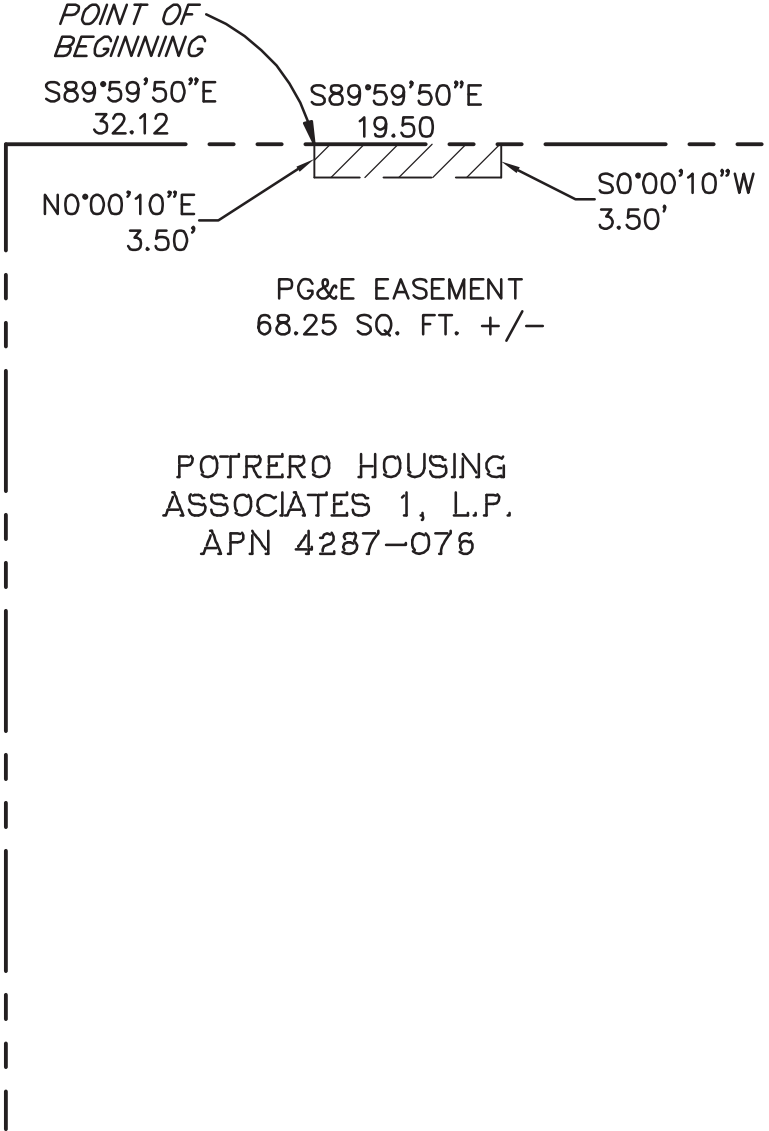 POINT OF
BEGINNING
S89°59'50"E
32.12
S89°59'50"E
19.50
N0°00'10"E
3.50'
S0°00'10"W
3.50'
PG&E EASEMENT
68.25 SQ. FT. +/-
POTRERO HOUSING
ASSOCIATES 1, L.P.
APN 4287-076